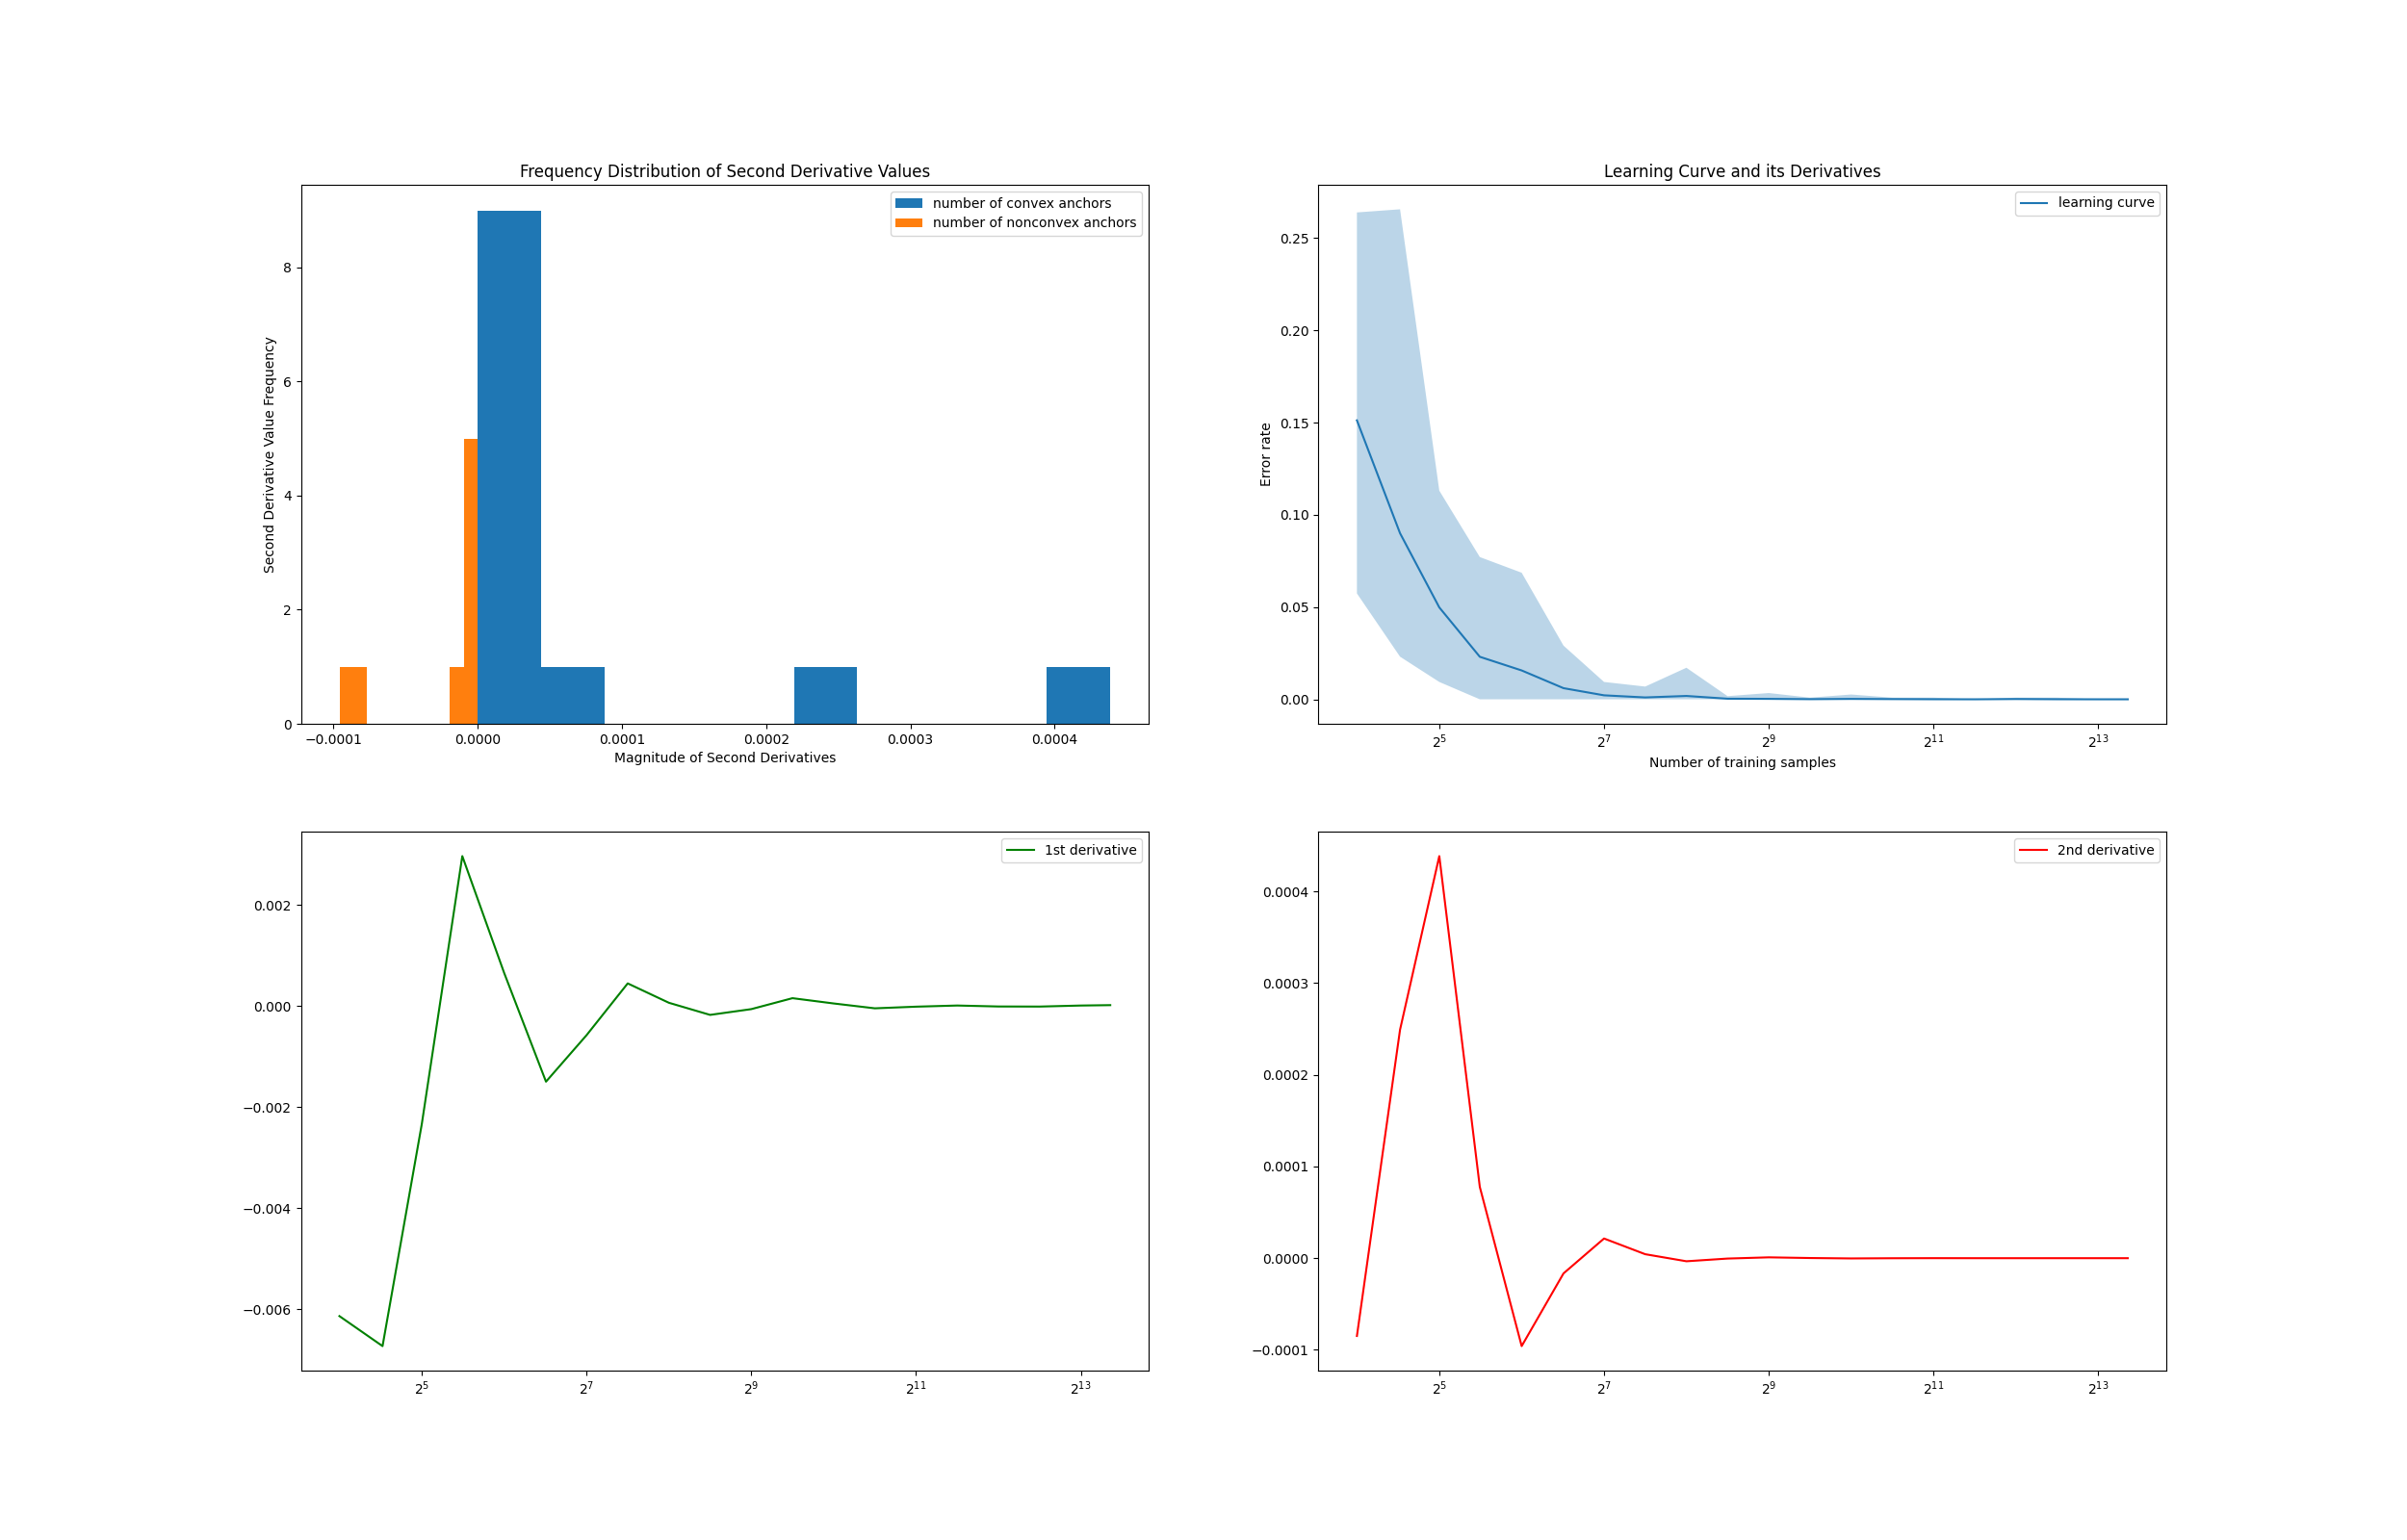 Frequency Distribution of Second Derivative Values
number of convex anchors
number of nonconvex anchors
8
6
4
2
0
Second Derivative Value Frequency
−0.0001 0.0000 0.0001 0.0002 0.0003 0.0004
Magnitude of Second Derivatives
Learning Curve and its Derivatives
learning curve
0.25
0.20
0.15
0.10
0.05
0.00
Error rate
2^5 2^7 2^9 2^11 2^13
Number of training samples
1st derivative
0.002
0.000
−0.002
−0.004
−0.006
2^5 2^7 2^9 2^11 2^13
2nd derivative
0.0004
0.0003
0.0002
0.0001
0.0000
−0.0001
2^5 2^7 2^9 2^11 2^13